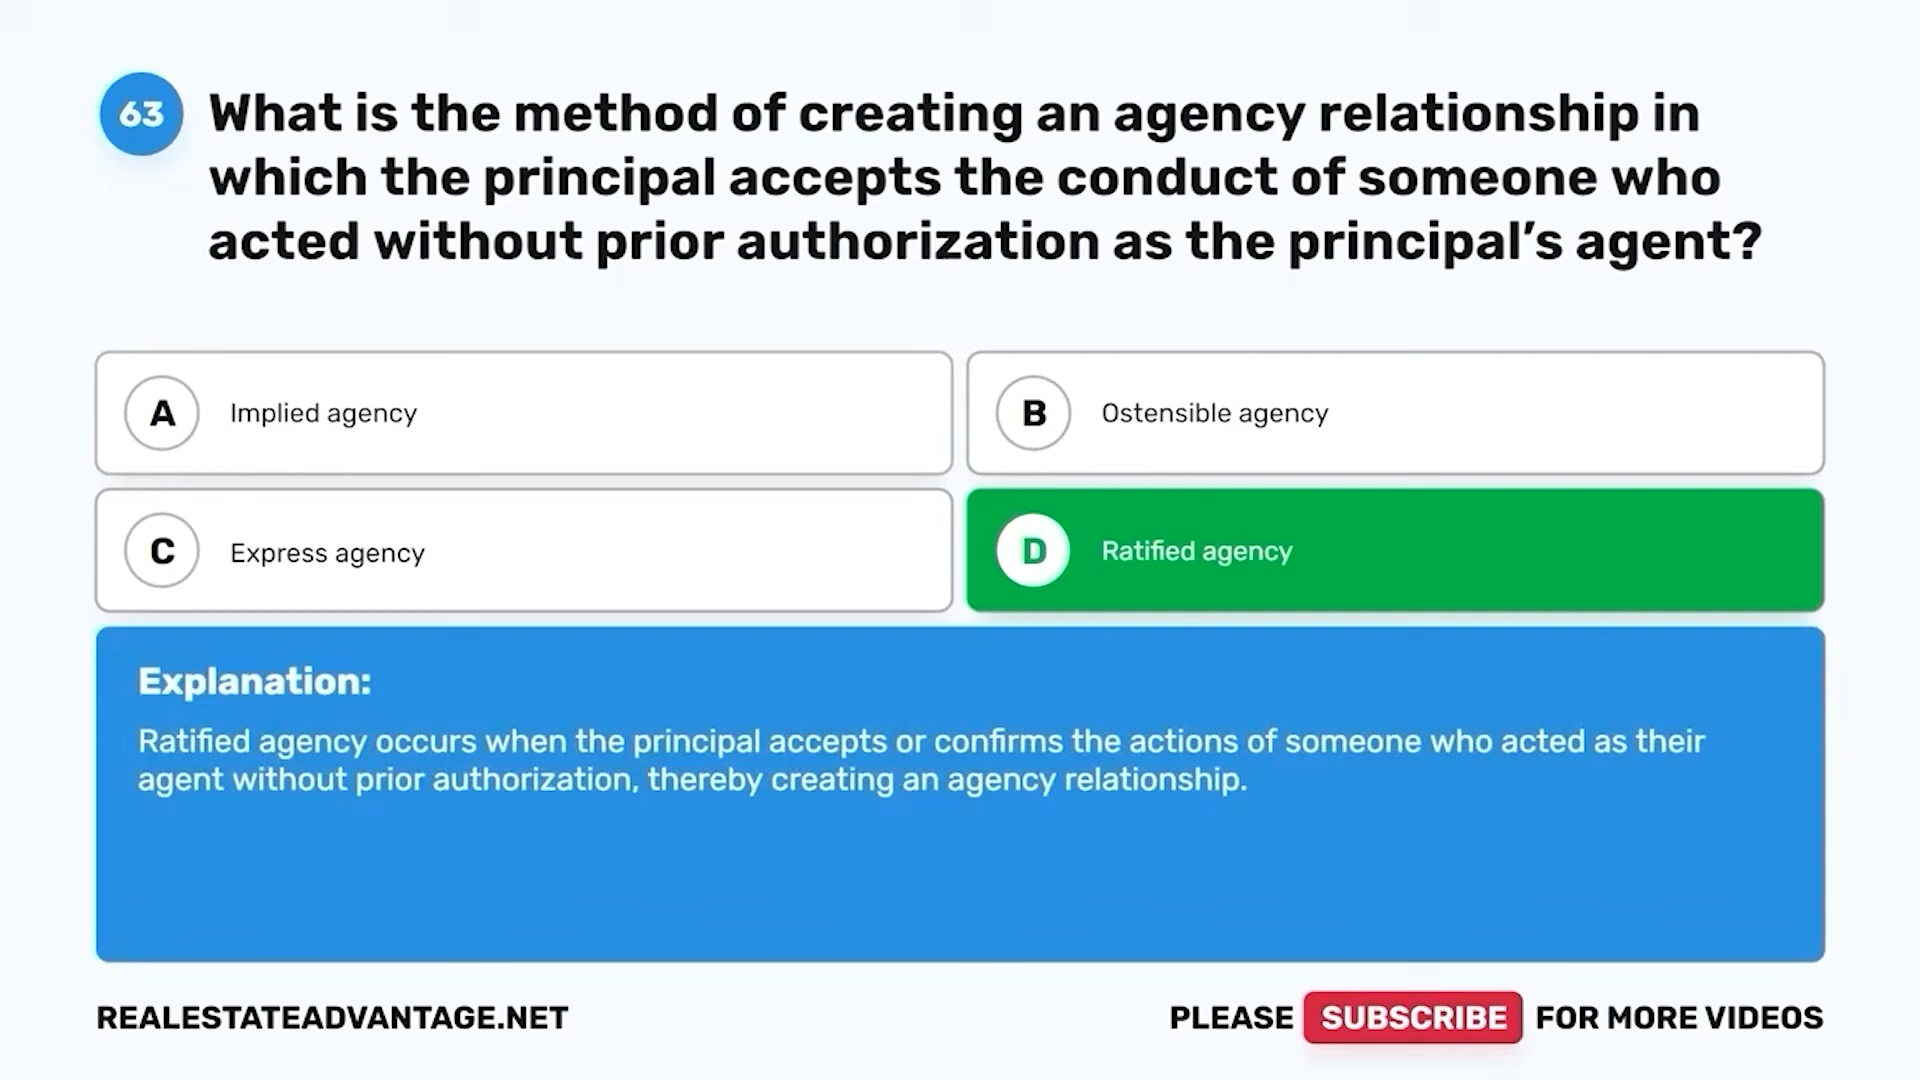 63
What is the method of creating an agency relationship in
which the principal accepts the conduct of someone who
acted without prior authorization as the principal’s agent?
A Implied agency
B Ostensible agency
C Express agency
D Ratified agency
Explanation:
Ratified agency occurs when the principal accepts or confirms the actions of someone who acted as their
agent without prior authorization, thereby creating an agency relationship.
REALESTATEADVANTAGE.NET
PLEASE SUBSCRIBE FOR MORE VIDEOS